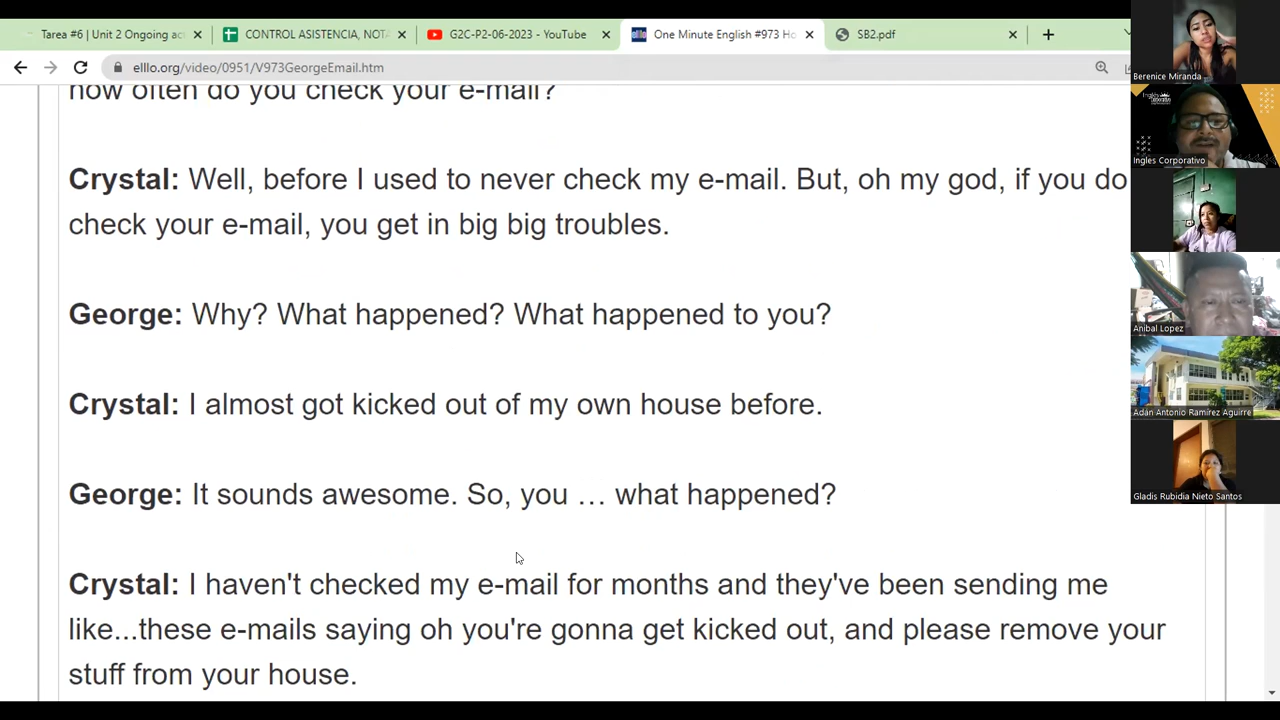 Tarea #6 | Unit 2 Ongoing act
CONTROL ASISTENCIA, NOT
G2C-P2-06-2023 - YouTube
One Minute English #973 Ho
SB2.pdf
elllo.org/video/0951/V973GeorgeEmail.htm
how often do you check your e-mail?
Crystal: Well, before I used to never check my e-mail. But, oh my god, if you do
check your e-mail, you get in big big troubles.
George: Why? What happened? What happened to you?
Crystal: I almost got kicked out of my own house before.
George: It sounds awesome. So, you … what happened?
Crystal: I haven't checked my e-mail for months and they've been sending me
like...these e-mails saying oh you're gonna get kicked out, and please remove your
stuff from your house.
Berenice Miranda
Ingles Corporativo
Anibal Lopez
Adán Antonio Ramírez Aguirre
Gladis Rubidia Nieto Santos